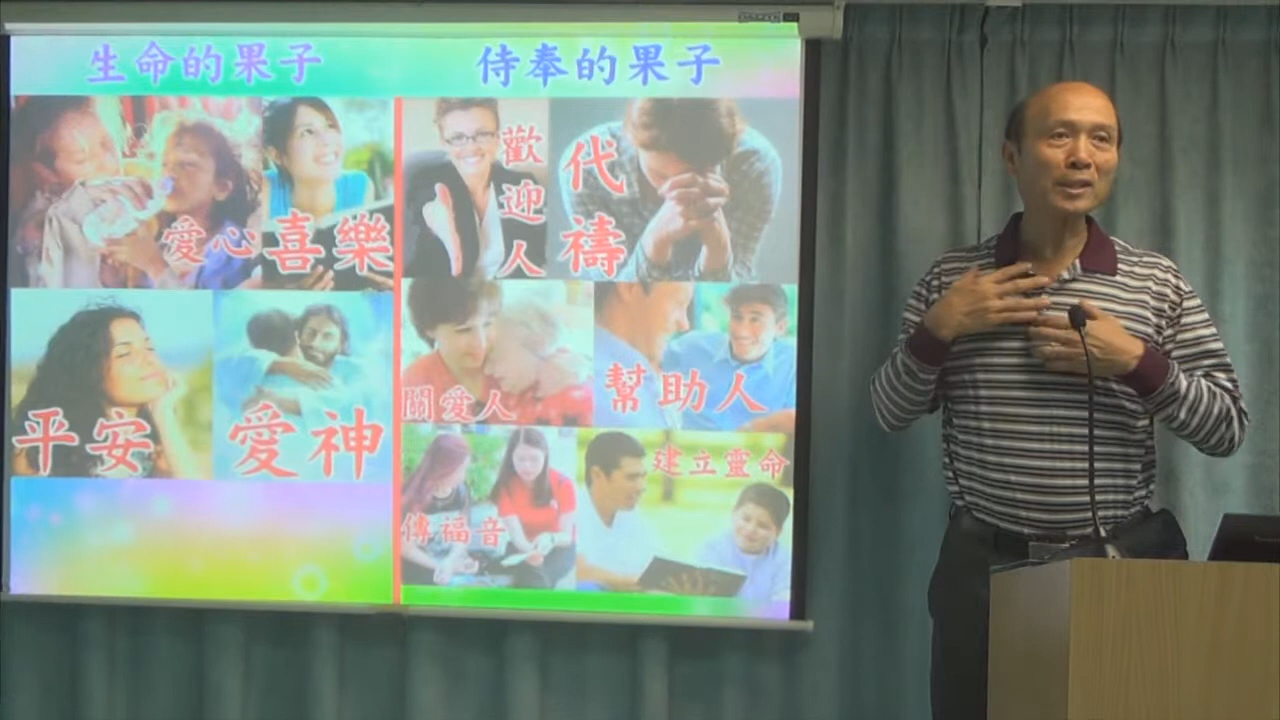 生命的果子
侍奉的果子
愛心
喜樂
平安
愛神
歡迎人
代禱
關愛人
幫助人
傳福音
建立靈命